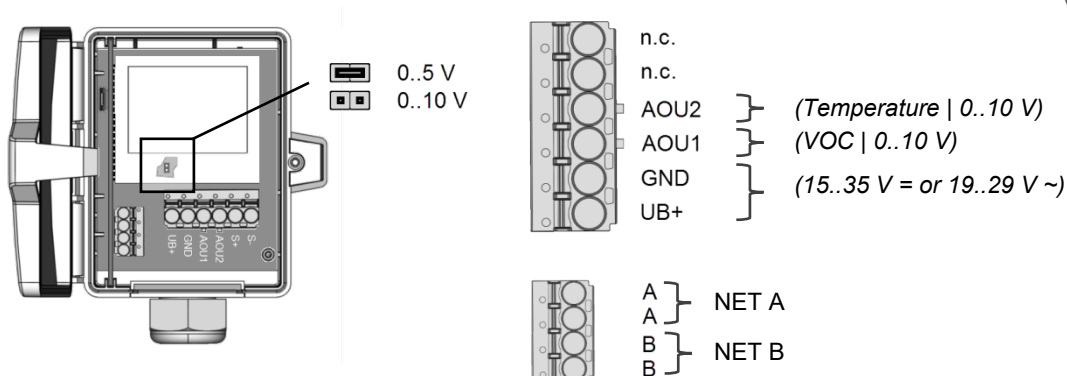 0..5 V
0..10 V
UB+
GND
AOU1
AOU2
S+
S-
n.c.
n.c.
AOU2
(Temperature | 0..10 V)
AOU1
(VOC | 0..10 V)
GND
UB+
(15..35 V = or 19..29 V ~)
A
A
NET A
B
B
NET B